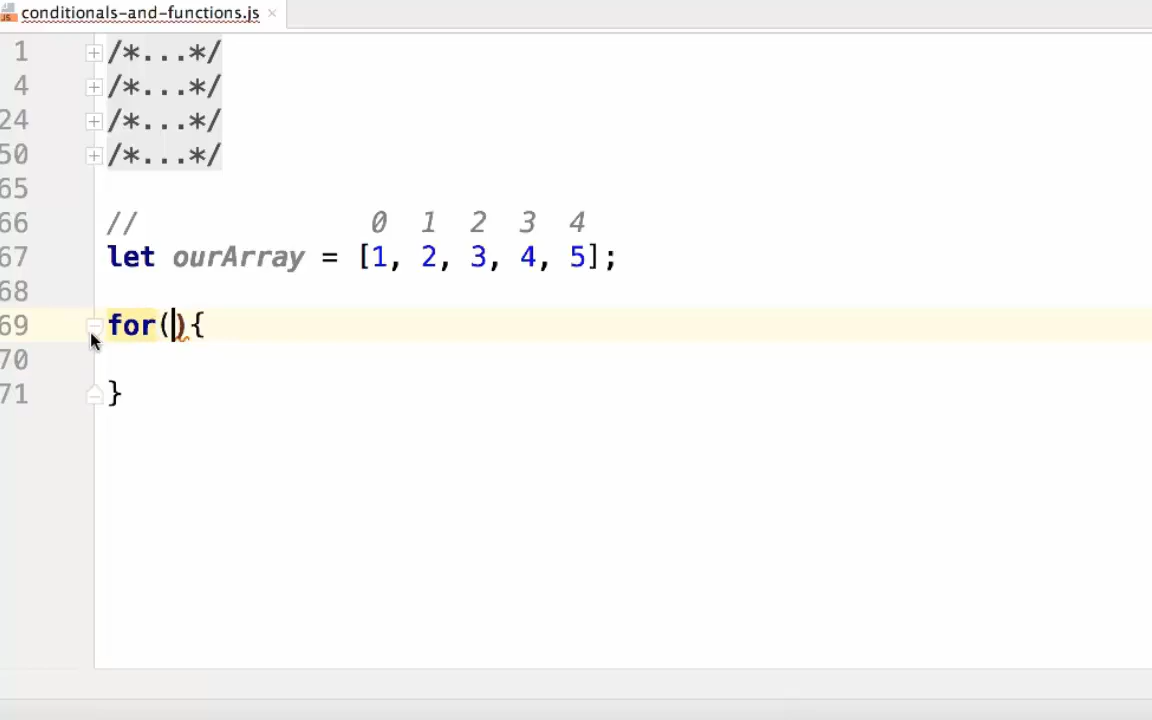 conditionals-and-functions.js
1 /*...*/
4 /*...*/
24 /*...*/
50 /*...*/
65
66 // 0 1 2 3 4
67 let ourArray = [1, 2, 3, 4, 5];
68
69 for(){
70
71 }